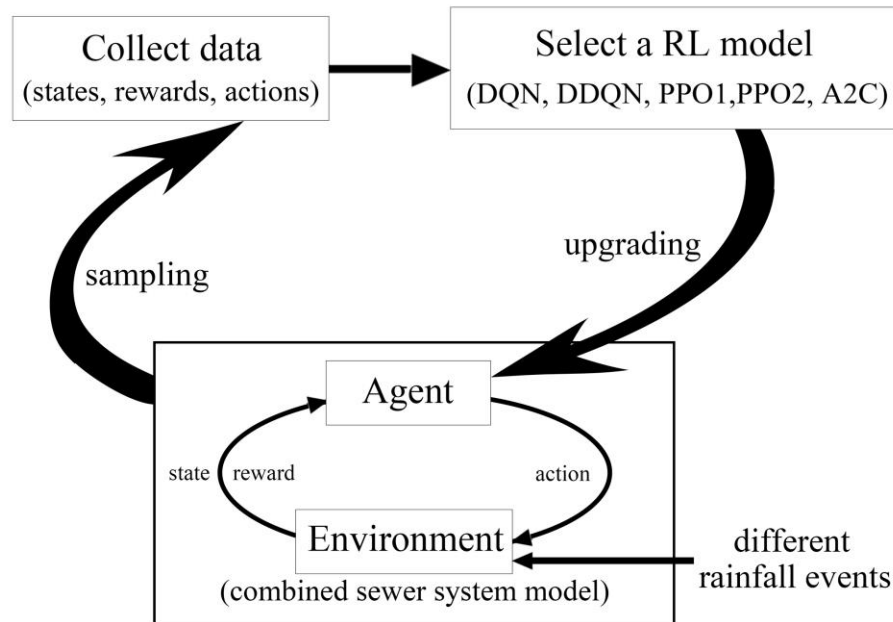 Collect data
(states, rewards, actions)
Select a RL model
(DQN, DDQN, PPO1,PPO2, A2C)
sampling
upgrading
Agent
state
reward
action
Environment
(combined sewer system model)
different
rainfall events